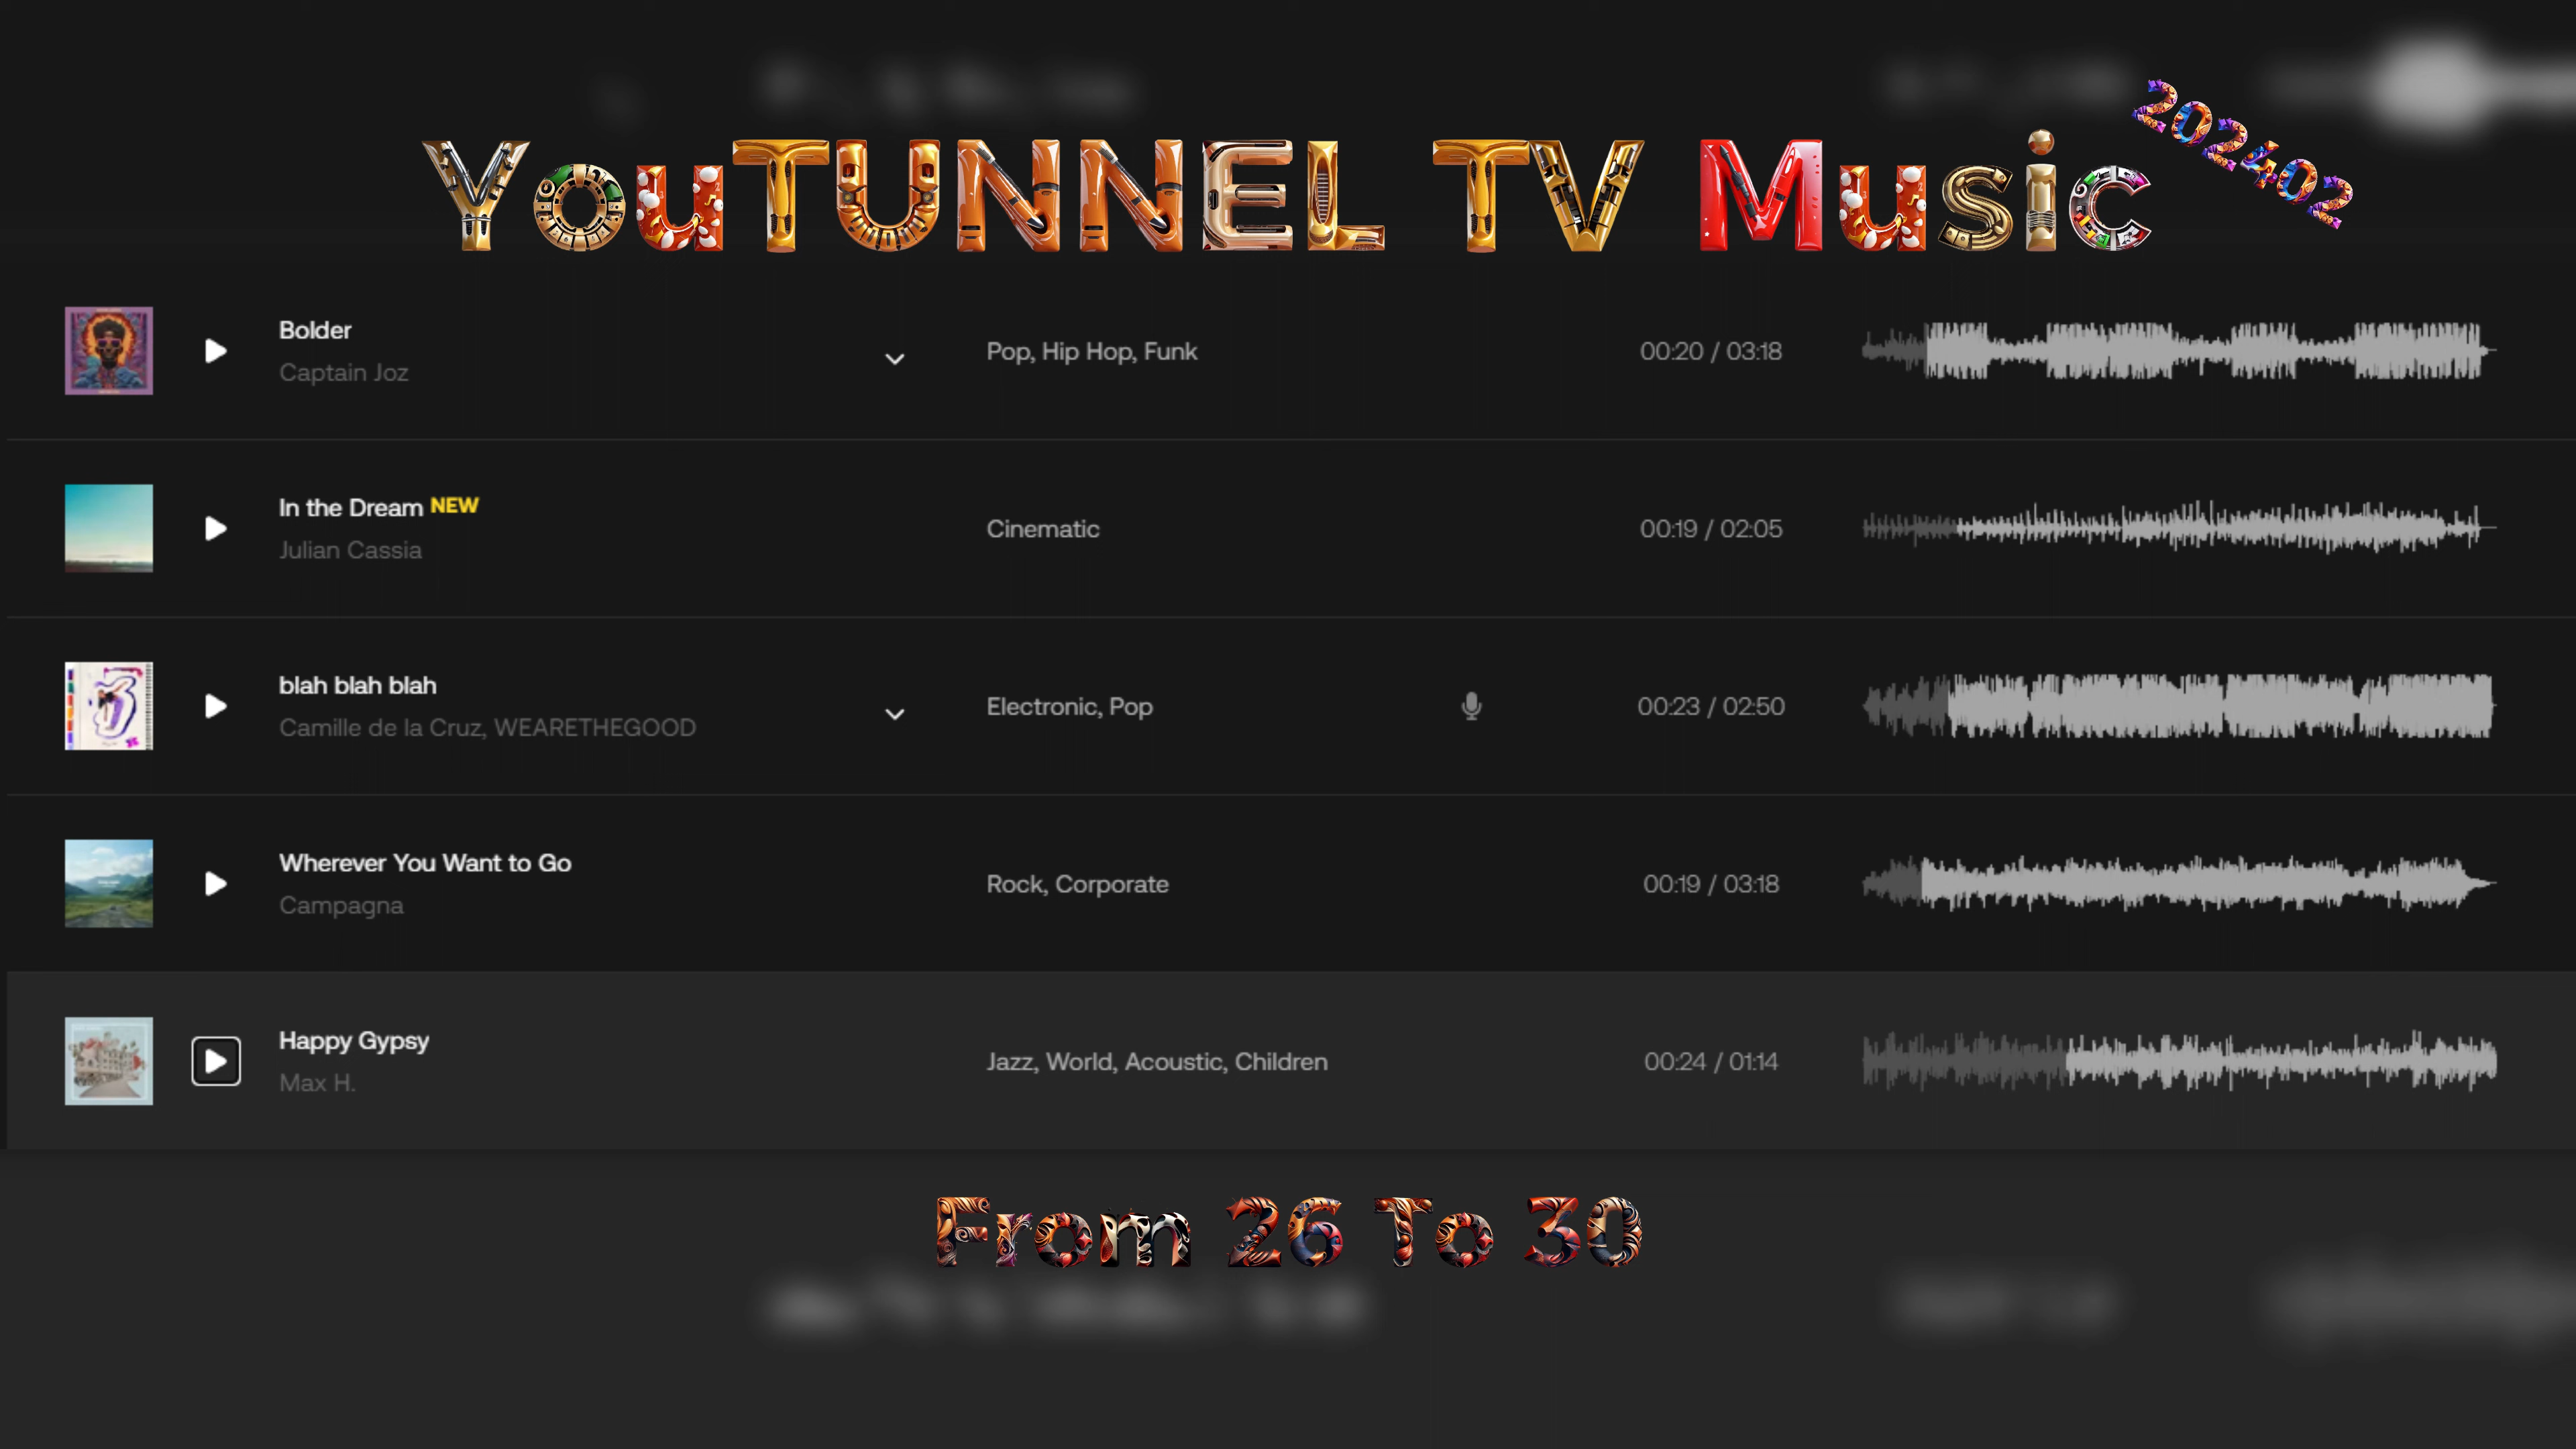 YouTUNNEL TV Music
202402
Bolder
Captain Joz
Pop, Hip Hop, Funk
00:20 / 03:18
In the Dream NEW
Julian Cassia
Cinematic
00:19 / 02:05
blah blah blah
Camille de la Cruz, WEARETHEGOOD
Electronic, Pop
00:23 / 02:50
Wherever You Want to Go
Campagna
Rock, Corporate
00:19 / 03:18
Happy Gypsy
Max H.
Jazz, World, Acoustic, Children
00:24 / 01:14
From 26 To 30